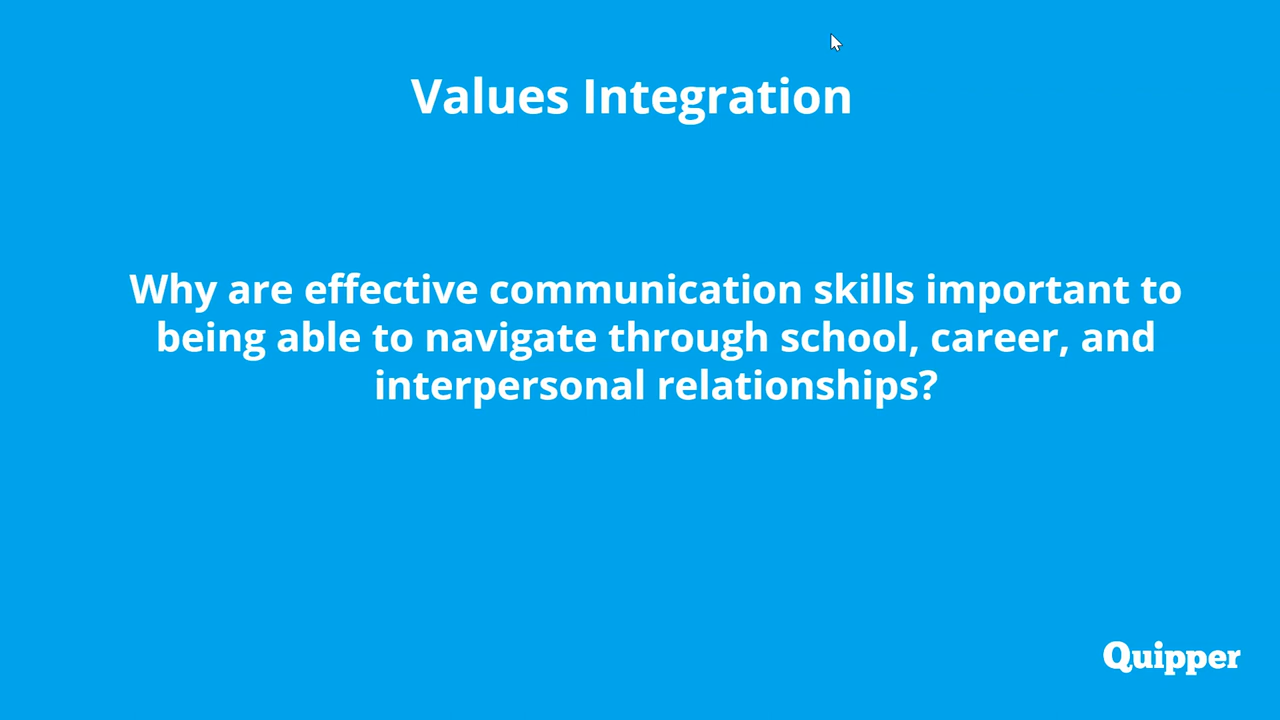 Values Integration
Why are effective communication skills important to
being able to navigate through school, career, and
interpersonal relationships?
Quipper